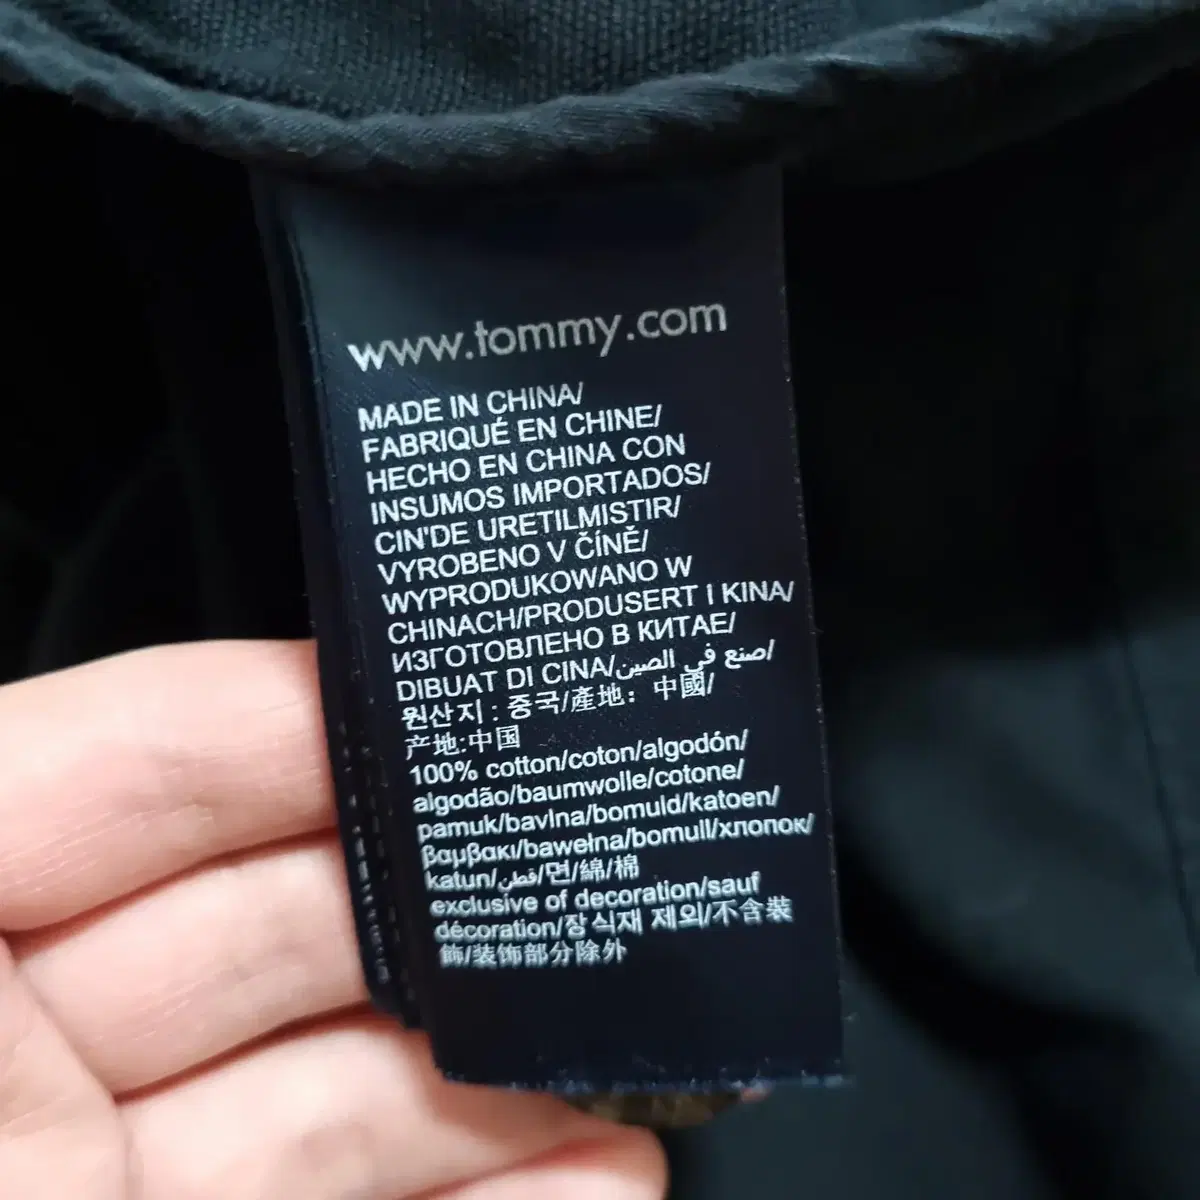 www.tommy.com
MADE IN CHINA/
FABRIQUÉ EN CHINE/
HECHO EN CHINA CON
INSUMOS IMPORTADOS/
CIN'DE URETILMISTIR/
VYROBENO V ČÍNĚ/
WYPRODUKOWANO W
CHINACH/PRODUSERT I KINA/
ИЗГОТОВЛЕНО В КИТАЕ/
DIBUAT DI CINA/صنع في الصين/
원산지 : 중국/產地：中國/
产地:中国
100% cotton/coton/algodón/
algodão/baumwolle/cotone/
pamuk/bavlna/bomuld/katoen/
βαμβακι/bawełna/bomull/хлопок/
katun/قطن/면/綿/棉
exclusive of decoration/sauf
décoration/장식재 제외/不含裝
飾/装饰部分除外